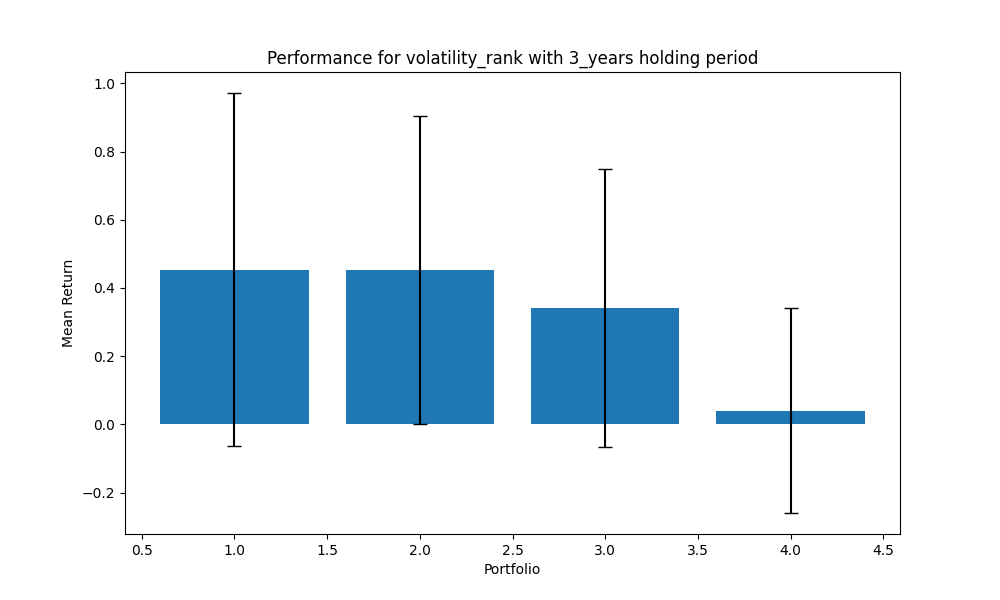 Performance for volatility_rank with 3_years holding period
1.0
0.8
0.6
0.4
0.2
0.0
−0.2
Mean Return
0.5 1.0 1.5 2.0 2.5 3.0 3.5 4.0 4.5
Portfolio